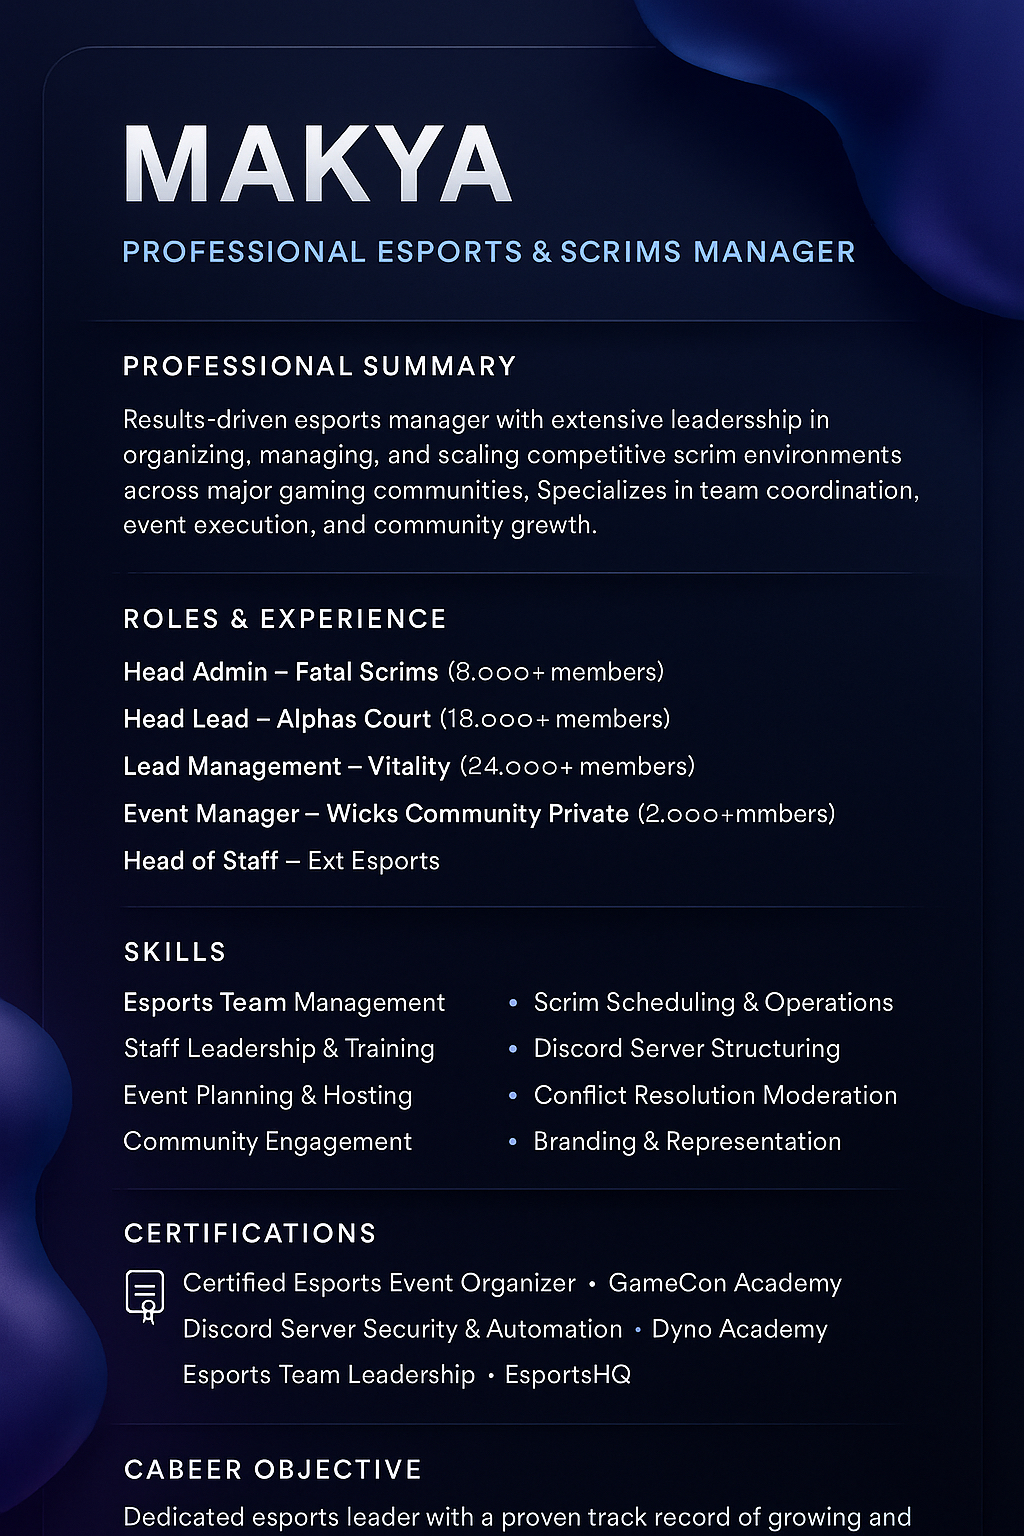 MAKYA
PROFESSIONAL ESPORTS & SCRIMS MANAGER
PROFESSIONAL SUMMARY
Results-driven esports manager with extensive leadersship in
organizing, managing, and scaling competitive scrim environments
across major gaming communities, Specializes in team coordination,
event execution, and community growth.
ROLES & EXPERIENCE
Head Admin – Fatal Scrims (8.ooo+ members)
Head Lead – Alphas Court (18.ooo+ members)
Lead Management – Vitality (24.ooo+ members)
Event Manager – Wicks Community Private (2.ooo+mmbers)
Head of Staff – Ext Esports
SKILLS
Esports Team Management
• Scrim Scheduling & Operations
Staff Leadership & Training
• Discord Server Structuring
Event Planning & Hosting
• Conflict Resolution Moderation
Community Engagement
• Branding & Representation
CERTIFICATIONS
Certified Esports Event Organizer • GameCon Academy
Discord Server Security & Automation • Dyno Academy
Esports Team Leadership • EsportsHQ
CABEER OBJECTIVE
Dedicated esports leader with a proven track record of growing and